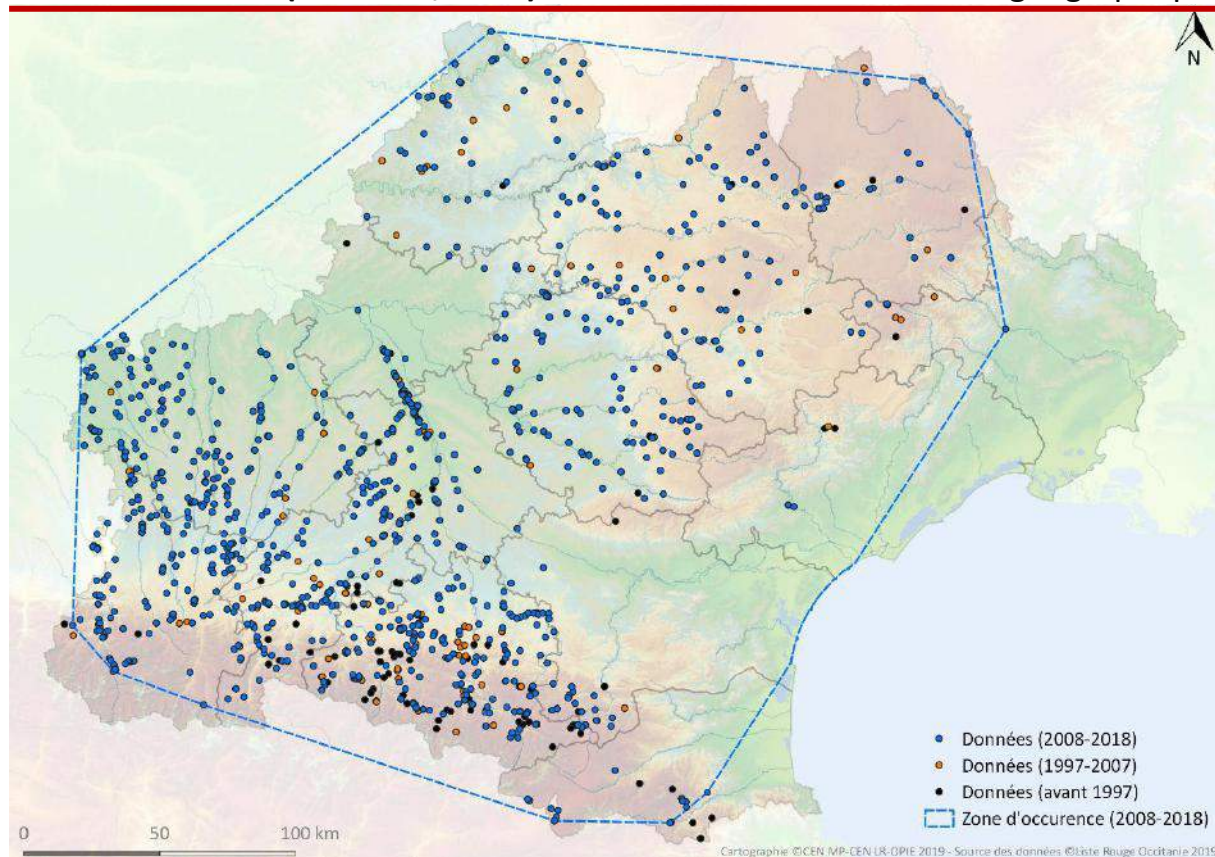 N
Données (2008-2018)
Données (1997-2007)
Données (avant 1997)
Zone d'occurence (2008-2018)
0 50 100 km
Cartographie ©CEN MP-CEN LR-OPIE 2019 - Source des données ©Liste Rouge Occitanie 2019